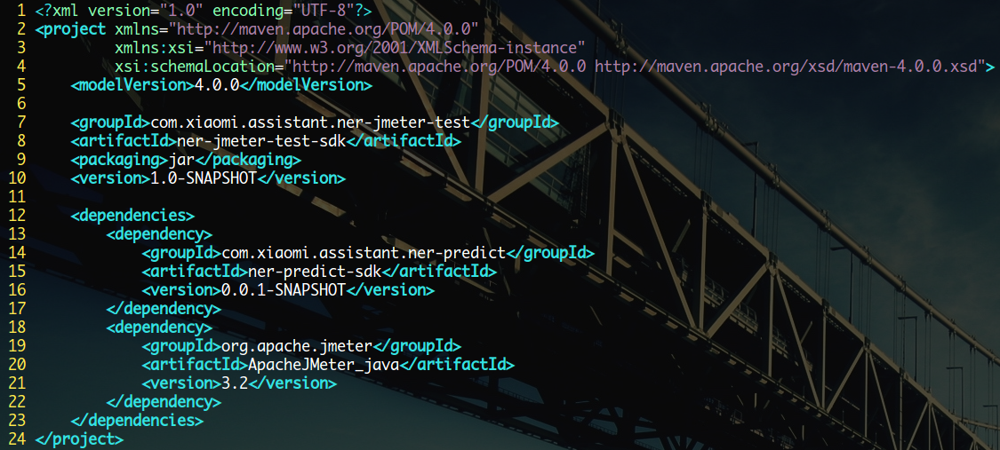 1 <?xml version="1.0" encoding="UTF-8"?>
2 <project xmlns="http://maven.apache.org/POM/4.0.0"
3          xmlns:xsi="http://www.w3.org/2001/XMLSchema-instance"
4          xsi:schemaLocation="http://maven.apache.org/POM/4.0.0 http://maven.apache.org/xsd/maven-4.0.0.xsd">
5     <modelVersion>4.0.0</modelVersion>
6
7     <groupId>com.xiaomi.assistant.ner-jmeter-test</groupId>
8     <artifactId>ner-jmeter-test-sdk</artifactId>
9     <packaging>jar</packaging>
10     <version>1.0-SNAPSHOT</version>
11
12     <dependencies>
13         <dependency>
14             <groupId>com.xiaomi.assistant.ner-predict</groupId>
15             <artifactId>ner-predict-sdk</artifactId>
16             <version>0.0.1-SNAPSHOT</version>
17         </dependency>
18         <dependency>
19             <groupId>org.apache.jmeter</groupId>
20             <artifactId>ApacheJMeter_java</artifactId>
21             <version>3.2</version>
22         </dependency>
23     </dependencies>
24 </project>